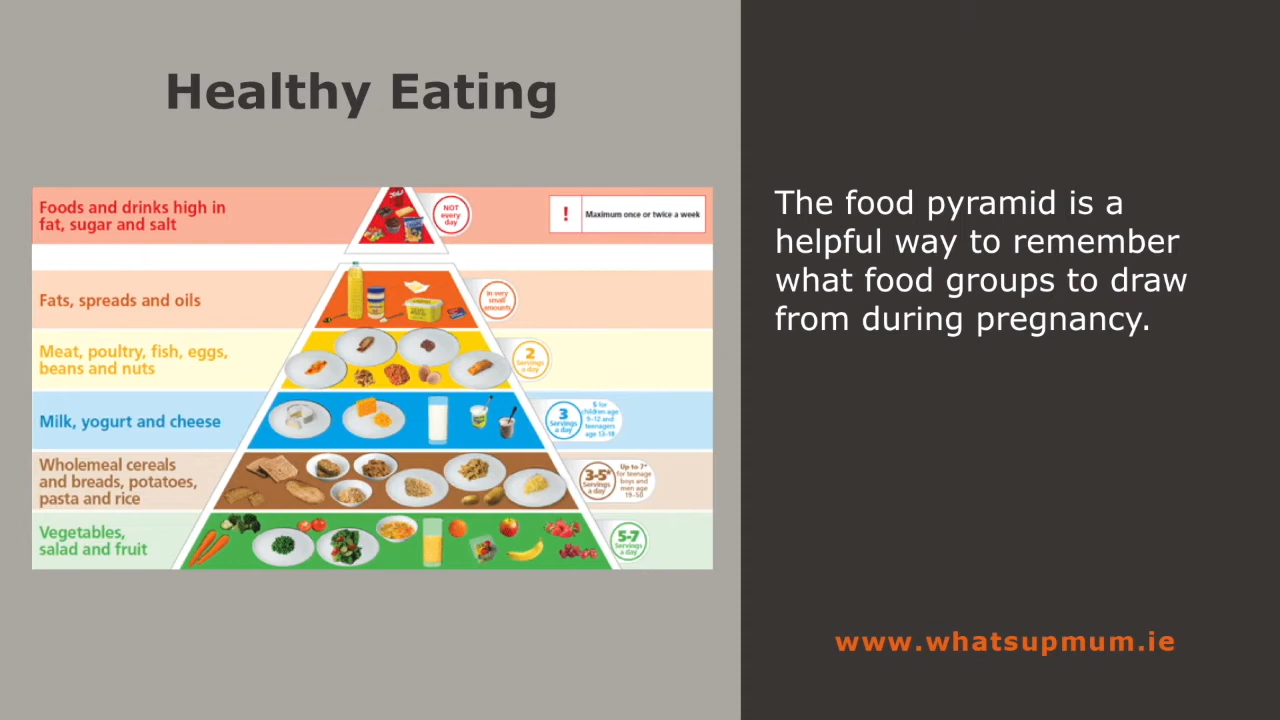 Healthy Eating
Foods and drinks high in
fat, sugar and salt
NOT
every
day
!
Maximum once or twice a week
Fats, spreads and oils
In very
small
amounts
Meat, poultry, fish, eggs,
beans and nuts
2
Servings
a day
Milk, yogurt and cheese
3
Servings
a day
5 for
children age
9-12 and
teenagers
age 13-18
Wholemeal cereals
and breads, potatoes,
pasta and rice
3-5*
Servings
a day
Up to 7*
for teenage
boys and
men age
19-50
Vegetables,
salad and fruit
5-7
Servings
a day
The food pyramid is a
helpful way to remember
what food groups to draw
from during pregnancy.
www.whatsupmum.ie